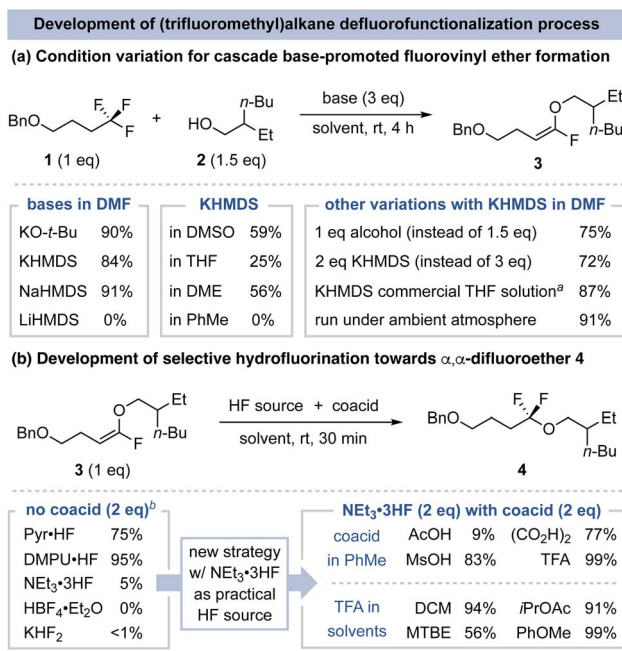 Development of (trifluoromethyl)alkane defluorofunctionalization process
(a) Condition variation for cascade base-promoted fluorovinyl ether formation
BnO F F F + HO n-Bu Et base (3 eq) solvent, rt, 4 h BnO O F Et n-Bu
1 (1 eq) 2 (1.5 eq) 3
bases in DMF
KO-t-Bu 90%
KHMDS 84%
NaHMDS 91%
LiHMDS 0%
KHMDS
in DMSO 59%
in THF 25%
in DME 56%
in PhMe 0%
other variations with KHMDS in DMF
1 eq alcohol (instead of 1.5 eq) 75%
2 eq KHMDS (instead of 3 eq) 72%
KHMDS commercial THF solutionᵃ 87%
run under ambient atmosphere 91%
(b) Development of selective hydrofluorination towards α,α-difluoroether 4
BnO O F Et n-Bu HF source + coacid solvent, rt, 30 min BnO F F O Et n-Bu
3 (1 eq) 4
no coacid (2 eq)ᵇ
Pyr•HF 75%
DMPU•HF 95%
NEt₃•3HF 5%
HBF₄•Et₂O 0%
KHF₂ <1%
new strategy
w/ NEt₃•3HF
as practical
HF source
NEt₃•3HF (2 eq) with coacid (2 eq)
coacid AcOH 9% (CO₂H)₂ 77%
in PhMe MsOH 83% TFA 99%
TFA in DCM 94% iPrOAc 91%
solvents MTBE 56% PhOMe 99%